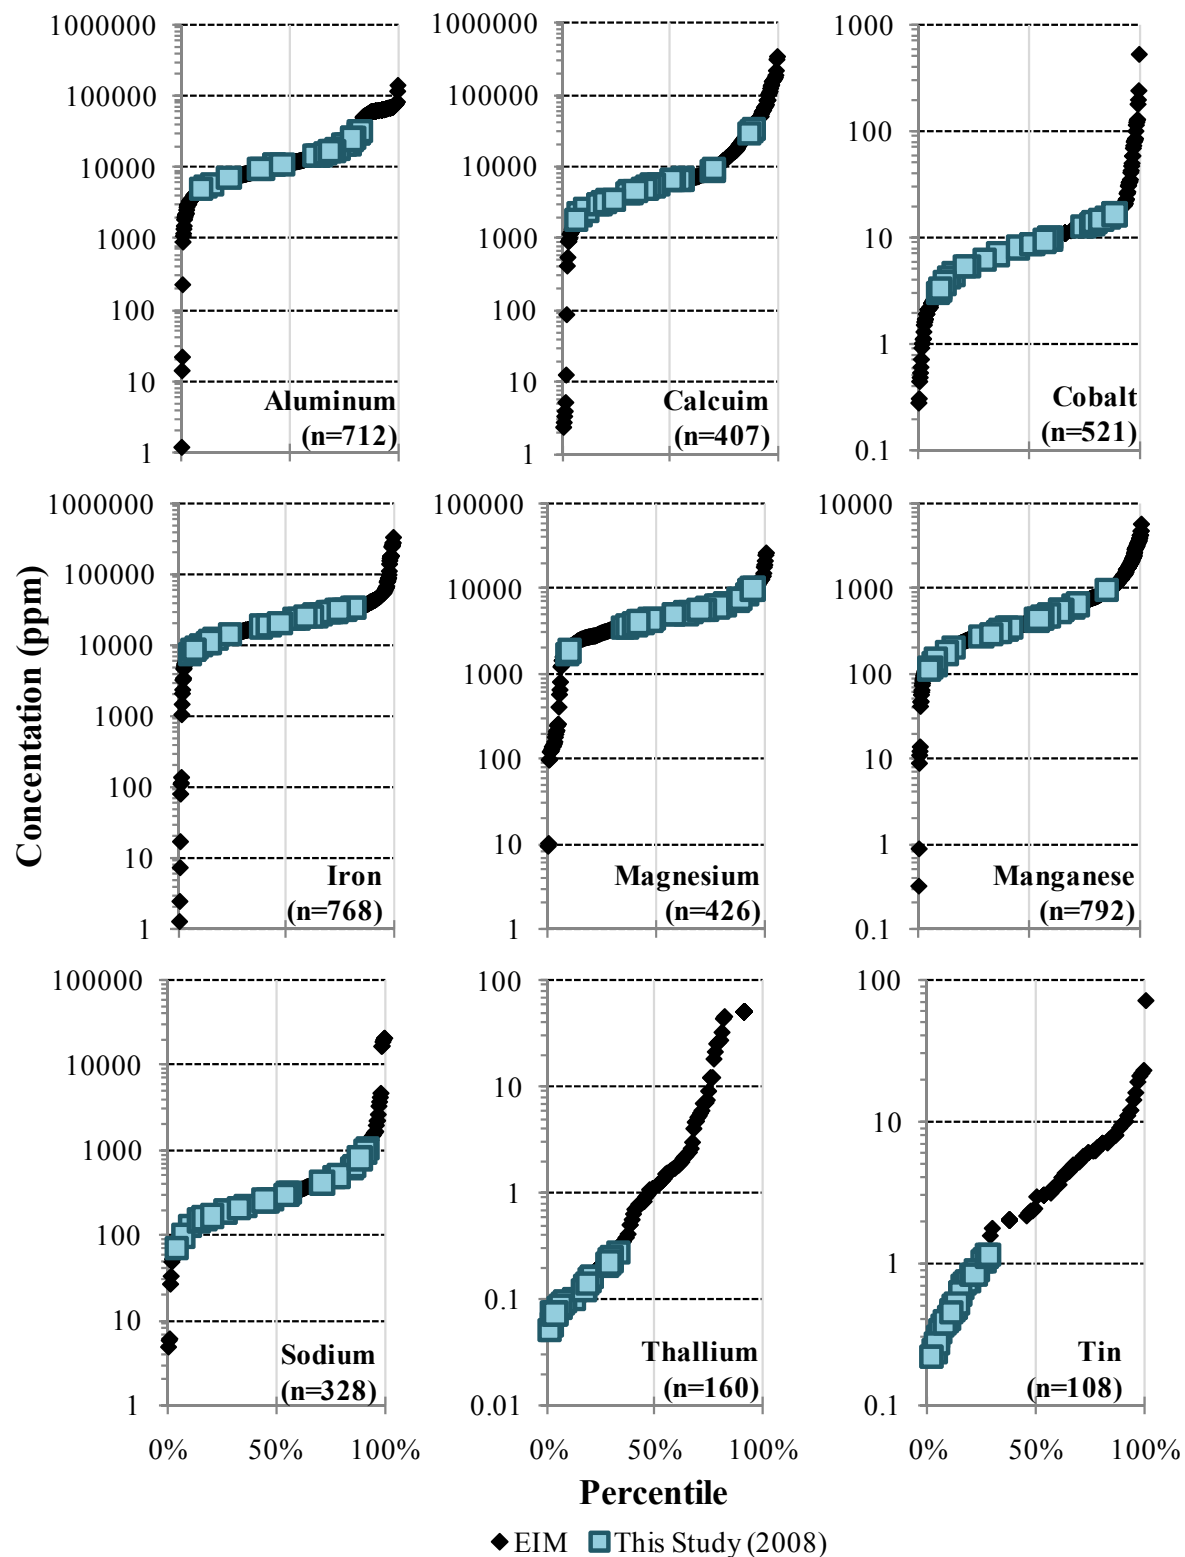 1000000
100000
10000
1000
100
10
1
Aluminum
(n=712)
1000000
100000
10000
1000
100
10
1
Calcuim
(n=407)
1000
100
10
1
0.1
Cobalt
(n=521)
Concentation (ppm)
1000000
100000
10000
1000
100
10
1
Iron
(n=768)
100000
10000
1000
100
10
1
Magnesium
(n=426)
10000
1000
100
10
1
0.1
Manganese
(n=792)
100000
10000
1000
100
10
1
Sodium
(n=328)
0% 50% 100%
100
10
1
0.1
0.01
Thallium
(n=160)
0% 50% 100%
100
10
1
0.1
Tin
(n=108)
0% 50% 100%
Percentile
EIM This Study (2008)